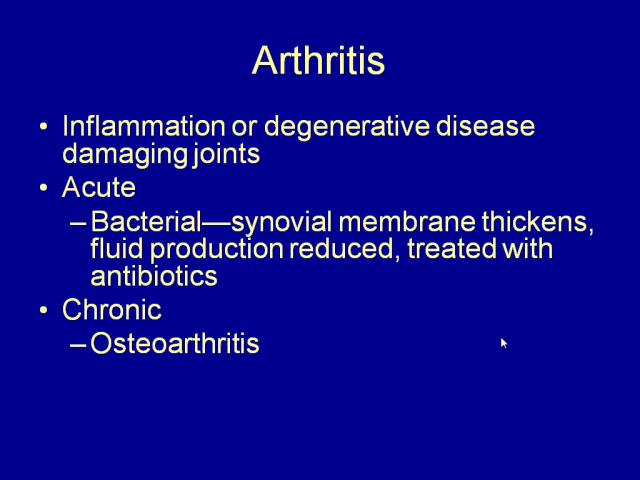 Arthritis
• Inflammation or degenerative disease
damaging joints
• Acute
– Bacterial—synovial membrane thickens,
fluid production reduced, treated with
antibiotics
• Chronic
– Osteoarthritis